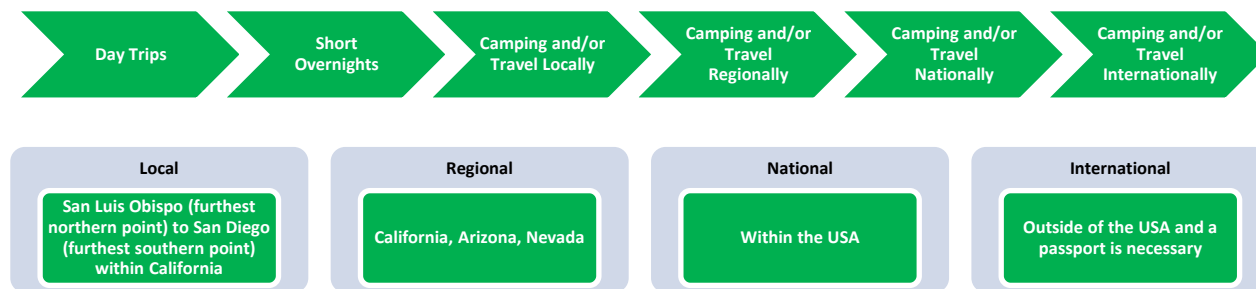 Day Trips
Short
Overnights
Camping and/or
Travel Locally
Camping and/or
Travel
Regionally
Camping and/or
Travel
Nationally
Camping and/or
Travel
Internationally
Local
San Luis Obispo (furthest
northern point) to San Diego
(furthest southern point)
within California
Regional
California, Arizona, Nevada
National
Within the USA
International
Outside of the USA and a
passport is necessary